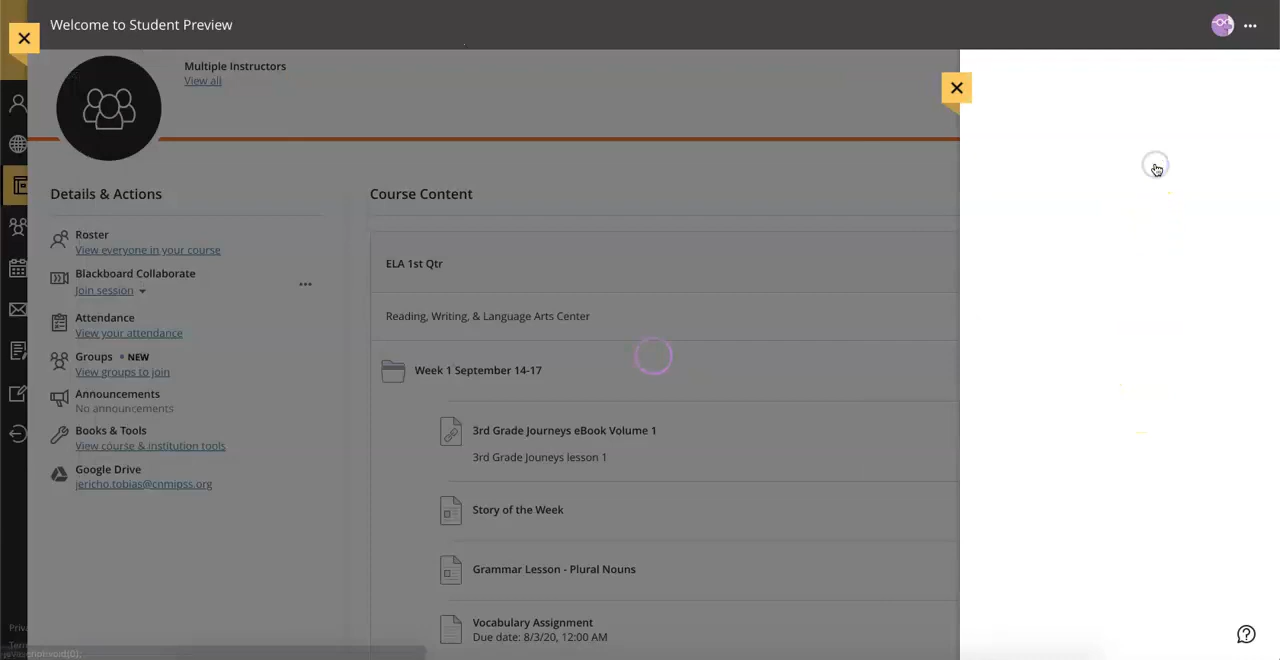 Welcome to Student Preview
Multiple Instructors
View all
Details & Actions
Roster
View everyone in your course
Blackboard Collaborate
Join session
Attendance
View your attendance
Groups • NEW
View groups to join
Announcements
No announcements
Books & Tools
View course & institution tools
Google Drive
jericho.tobias@cnmipss.org
Course Content
ELA 1st Qtr
Reading, Writing, & Language Arts Center
Week 1 September 14-17
3rd Grade Journeys eBook Volume 1
3rd Grade Jouneys lesson 1
Story of the Week
Grammar Lesson - Plural Nouns
Vocabulary Assignment
Due date: 8/3/20, 12:00 AM